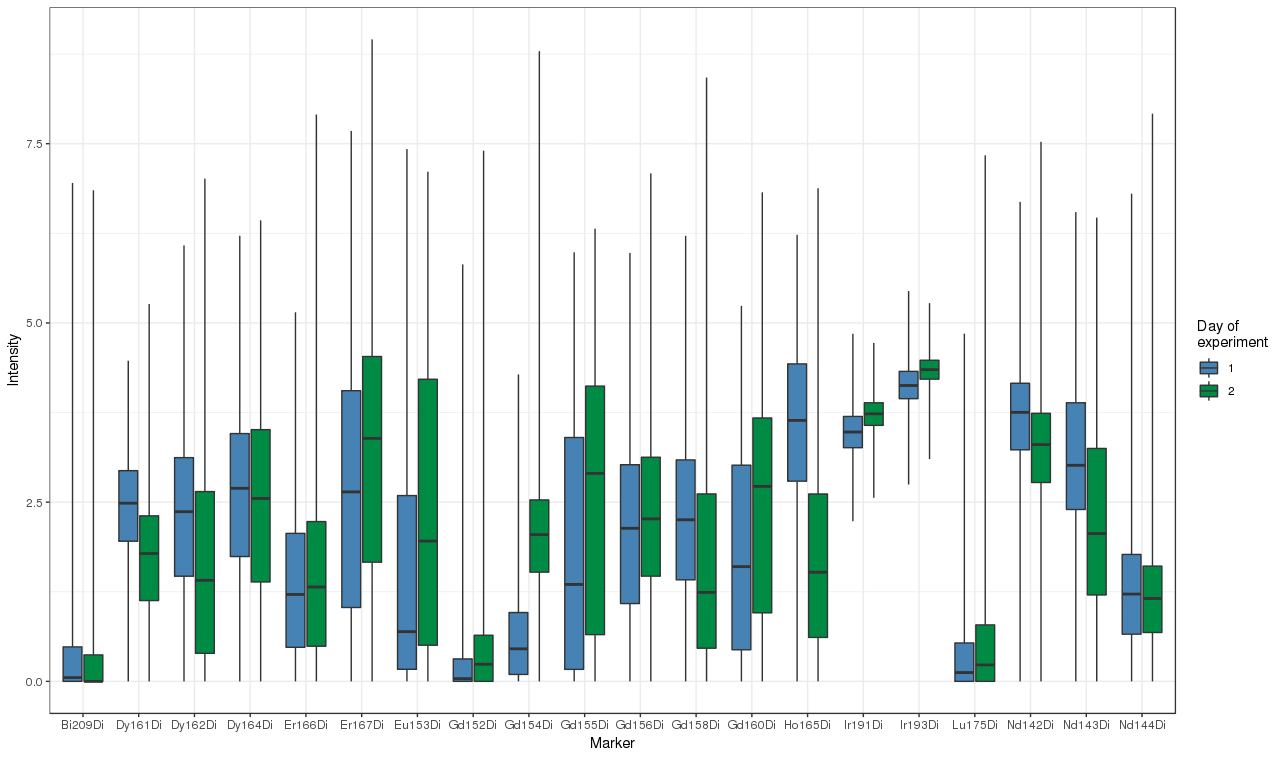 7.5
5.0
2.5
0.0
Intensity
Bi209Di Dy161Di Dy162Di Dy164Di Er166Di Er167Di Eu153Di Gd152Di Gd154Di Gd155Di Gd156Di Gd158Di Gd160Di Ho165Di Ir191Di Ir193Di Lu175Di Nd142Di Nd143Di Nd144Di
Marker
Day of
experiment
1
2